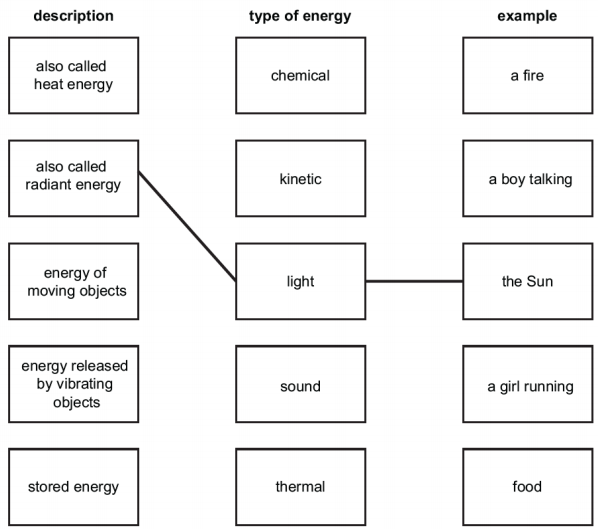 description type of energy example
also called
heat energy
chemical
a fire
also called
radiant energy
kinetic
a boy talking
energy of
moving objects
light
the Sun
energy released
by vibrating
objects
sound
a girl running
stored energy
thermal
food